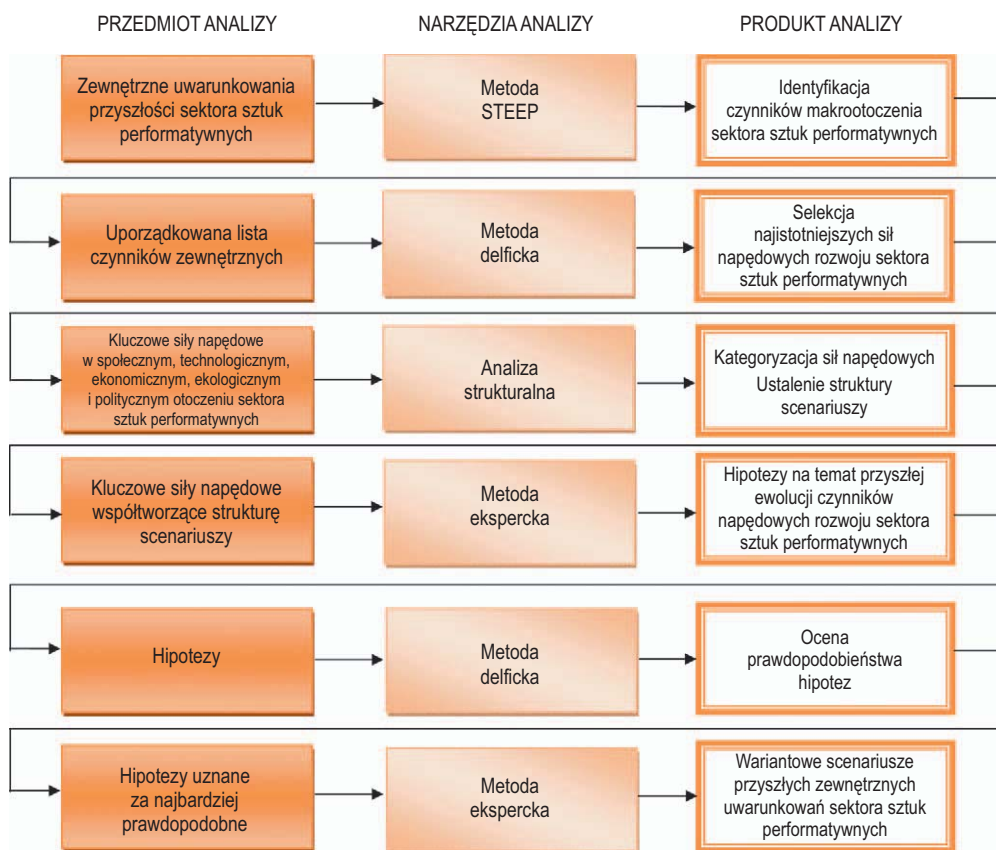 PRZEDMIOT ANALIZY
NARZĘDZIA ANALIZY
PRODUKT ANALIZY
Zewnętrzne uwarunkowania
przyszłości sektora sztuk
performatywnych
Metoda
STEEP
Identyfikacja
czynników makrootoczenia
sektora sztuk performatywnych
Uporządkowana lista
czynników zewnętrznych
Metoda
delficka
Selekcja
najistotniejszych sił
napędowych rozwoju sektora
sztuk performatywnych
Kluczowe siły napędowe
w społecznym, technologicznym,
ekonomicznym, ekologicznym
i politycznym otoczeniu sektora
sztuk performatywnych
Analiza
strukturalna
Kategoryzacja sił napędowych
Ustalenie struktury
scenariuszy
Kluczowe siły napędowe
współtworzące strukturę
scenariuszy
Metoda
ekspercka
Hipotezy na temat przyszłej
ewolucji czynników
napędowych rozwoju sektora
sztuk performatywnych
Hipotezy
Metoda
delficka
Ocena
prawdopodobieństwa
hipotez
Hipotezy uznane
za najbardziej
prawdopodobne
Metoda
ekspercka
Wariantowe scenariusze
przyszłych zewnętrznych
uwarunkowań sektora sztuk
performatywnych